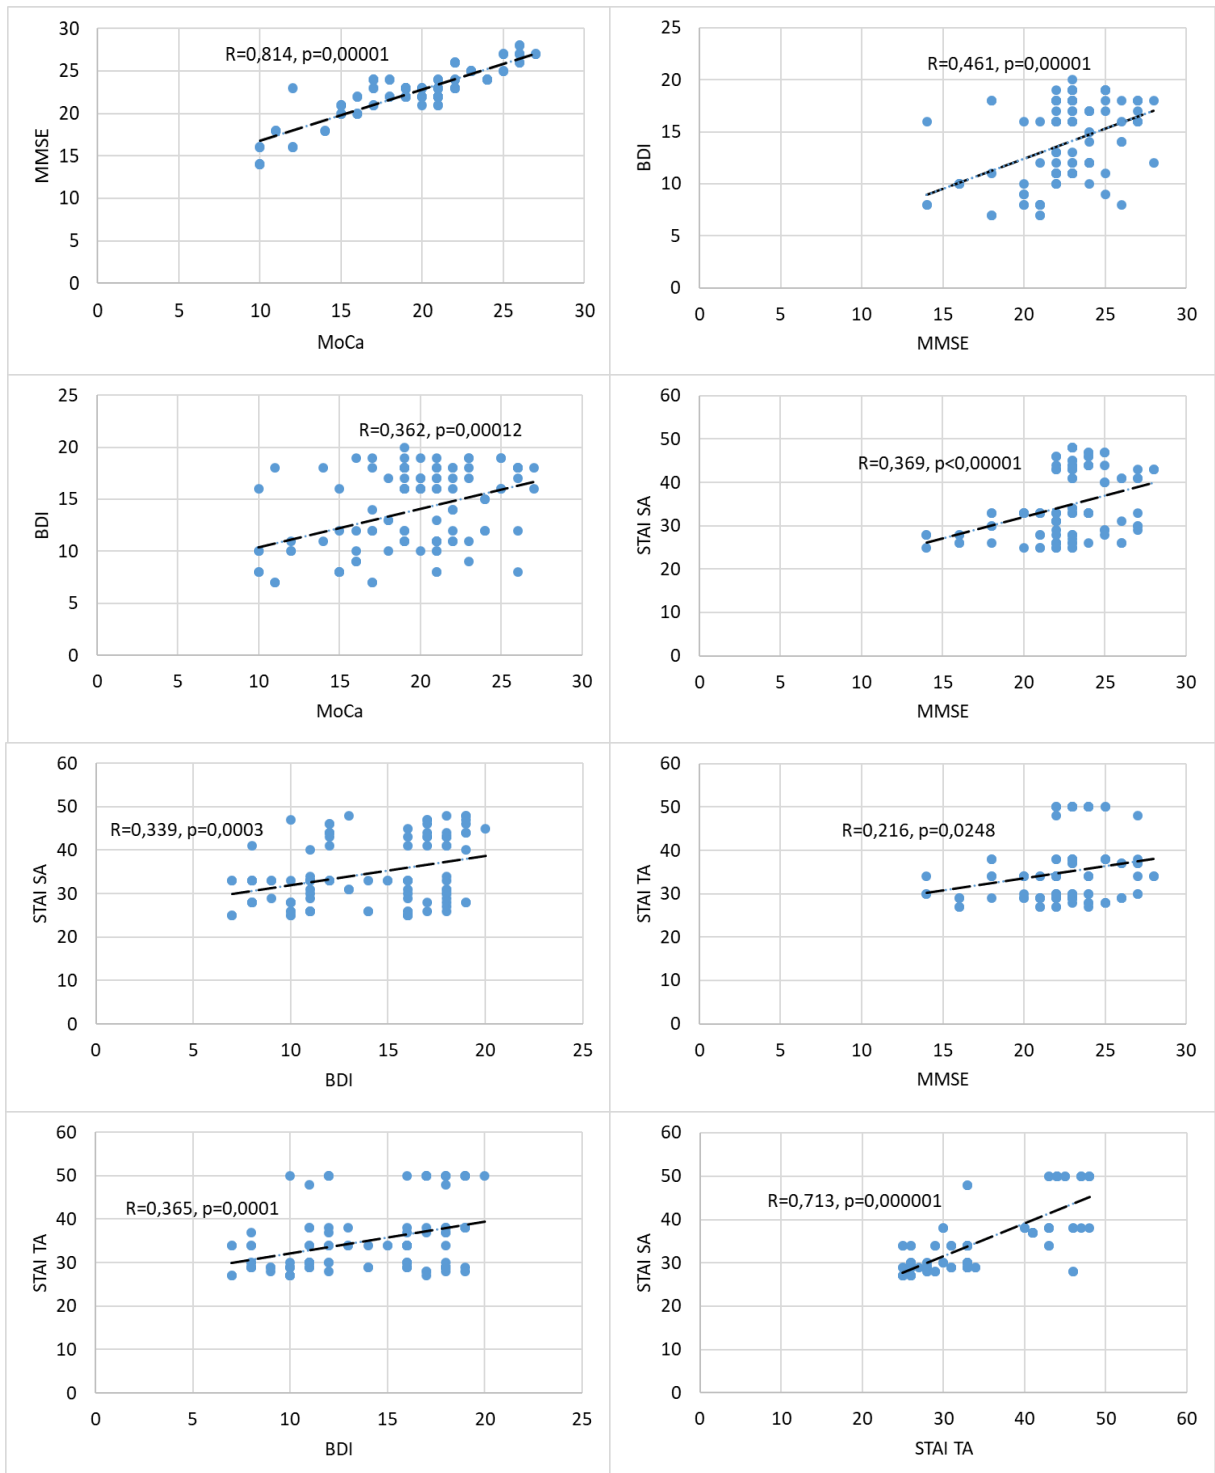 30
25
20
15
10
5
0
MMSE
R=0,814, p=0,00001
0 5 10 15 20 25 30
MoCa
25
20
15
10
5
0
BDI
R=0,461, p=0,00001
0 5 10 15 20 25 30
MMSE
25
20
15
10
5
0
BDI
R=0,362, p=0,00012
0 5 10 15 20 25 30
MoCa
60
50
40
30
20
10
0
STAI SA
R=0,369, p<0,00001
0 5 10 15 20 25 30
MMSE
60
50
40
30
20
10
0
STAI SA
R=0,339, p=0,0003
0 5 10 15 20 25
BDI
60
50
40
30
20
10
0
STAI TA
R=0,216, p=0,0248
0 5 10 15 20 25 30
MMSE
60
50
40
30
20
10
0
STAI TA
R=0,365, p=0,0001
0 5 10 15 20 25
BDI
60
50
40
30
20
10
0
STAI SA
R=0,713, p=0,000001
0 10 20 30 40 50 60
STAI TA